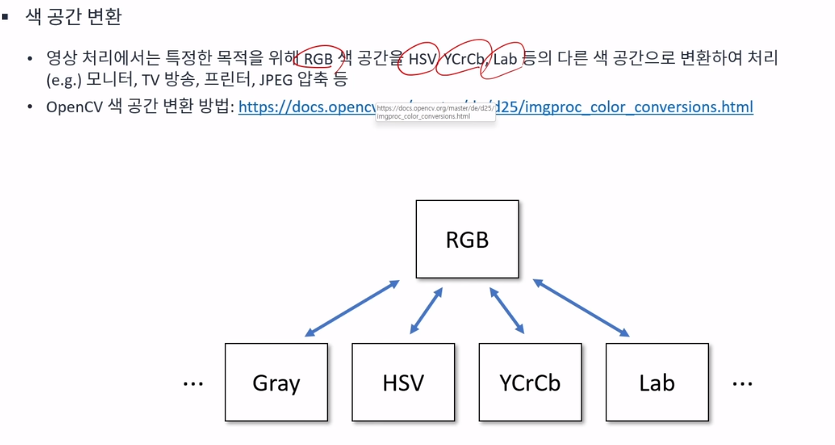 ▪ 색 공간 변환
• 영상 처리에서는 특정한 목적을 위해 RGB 색 공간을 HSV, YCrCb, Lab 등의 다른 색 공간으로 변환하여 처리
(e.g.) 모니터, TV 방송, 프린터, JPEG 압축 등
• OpenCV 색 공간 변환 방법: https://docs.opencv d25/imgproc_color_conversions.html
https://docs.opencv.org/master/de/d25/
imgproc_color_conversions.html
RGB
... Gray HSV YCrCb Lab ...